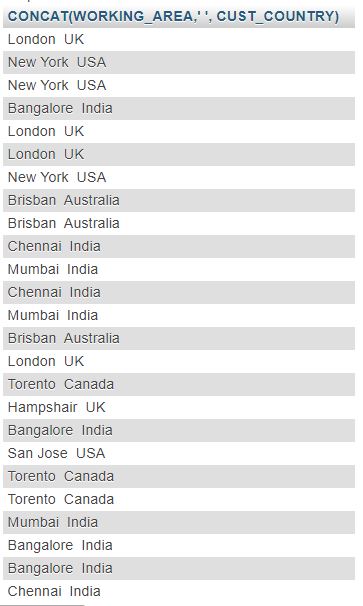 CONCAT(WORKING_AREA,' ', CUST_COUNTRY)
London UK
New York USA
New York USA
Bangalore India
London UK
London UK
New York USA
Brisban Australia
Brisban Australia
Chennai India
Mumbai India
Chennai India
Mumbai India
Brisban Australia
London UK
Torento Canada
Hampshair UK
Bangalore India
San Jose USA
Torento Canada
Torento Canada
Mumbai India
Bangalore India
Bangalore India
Chennai India